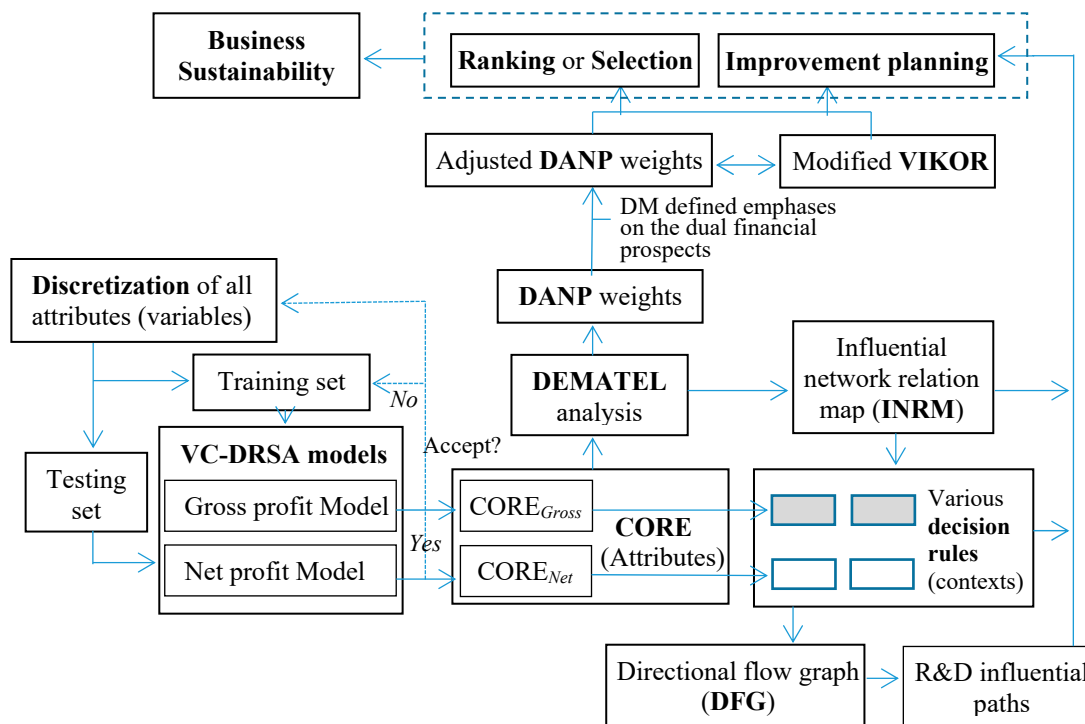 Business
Sustainability
Ranking or Selection
Improvement planning
Adjusted DANP weights
Modified VIKOR
DM defined emphases
on the dual financial
prospects
Discretization of all
attributes (variables)
DANP weights
Training set
No
DEMATEL
analysis
Influential
network relation
map (INRM)
Testing
set
VC-DRSA models
Gross profit Model
Net profit Model
Accept?
Yes
CORE_Gross
CORE_Net
CORE
(Attributes)
Various
decision
rules
(contexts)
Directional flow graph
(DFG)
R&D influential
paths